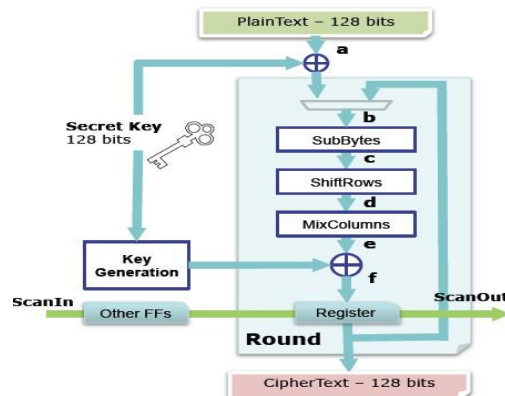 PlainText – 128 bits
a
Secret Key
128 bits
b
SubBytes
c
ShiftRows
d
MixColumns
e
Key
Generation
f
ScanIn
ScanOut
Other FFs
Register
Round
CipherText – 128 bits